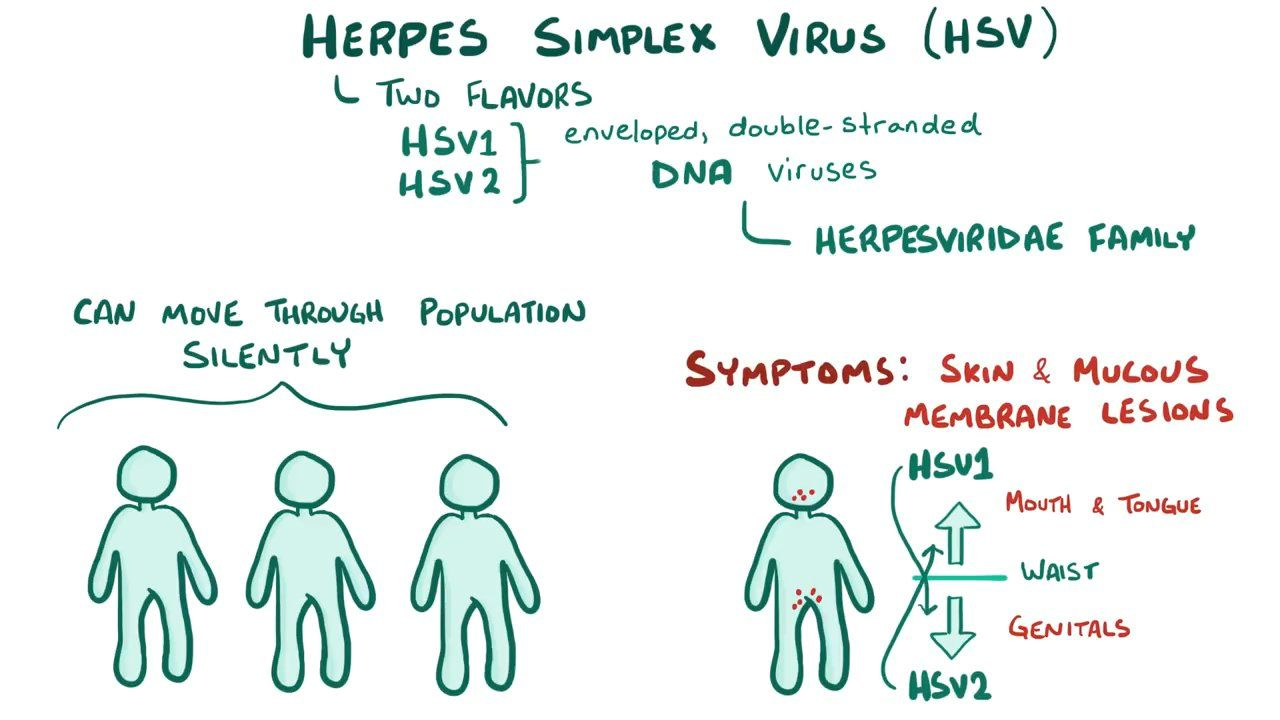 HERPES SIMPLEX VIRUS (HSV)
TWO FLAVORS
HSV1
HSV2
enveloped, double-stranded
DNA viruses
HERPESVIRIDAE FAMILY
CAN MOVE THROUGH POPULATION
SILENTLY
SYMPTOMS: SKIN & MUCOUS
MEMBRANE LESIONS
HSV1
MOUTH & TONGUE
WAIST
GENITALS
HSV2